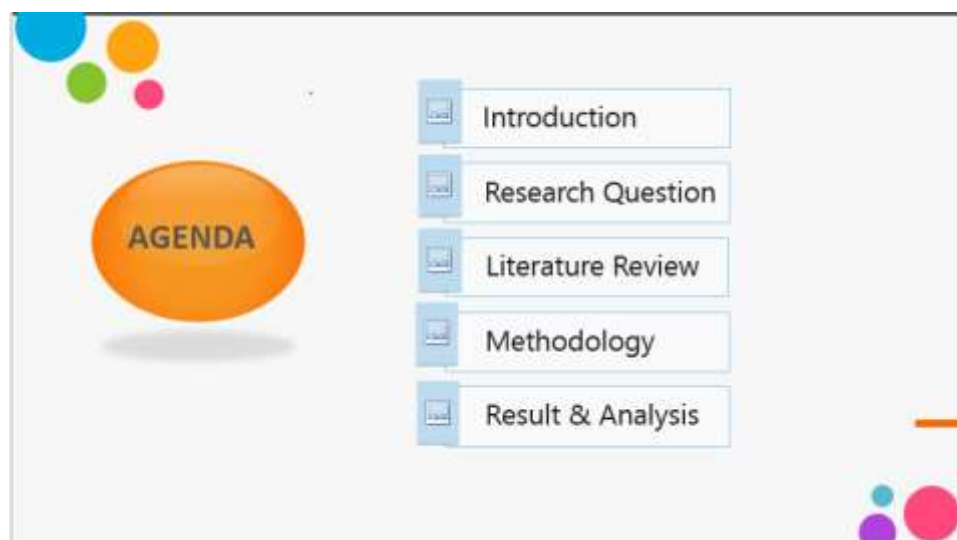 AGENDA
Introduction
Research Question
Literature Review
Methodology
Result & Analysis